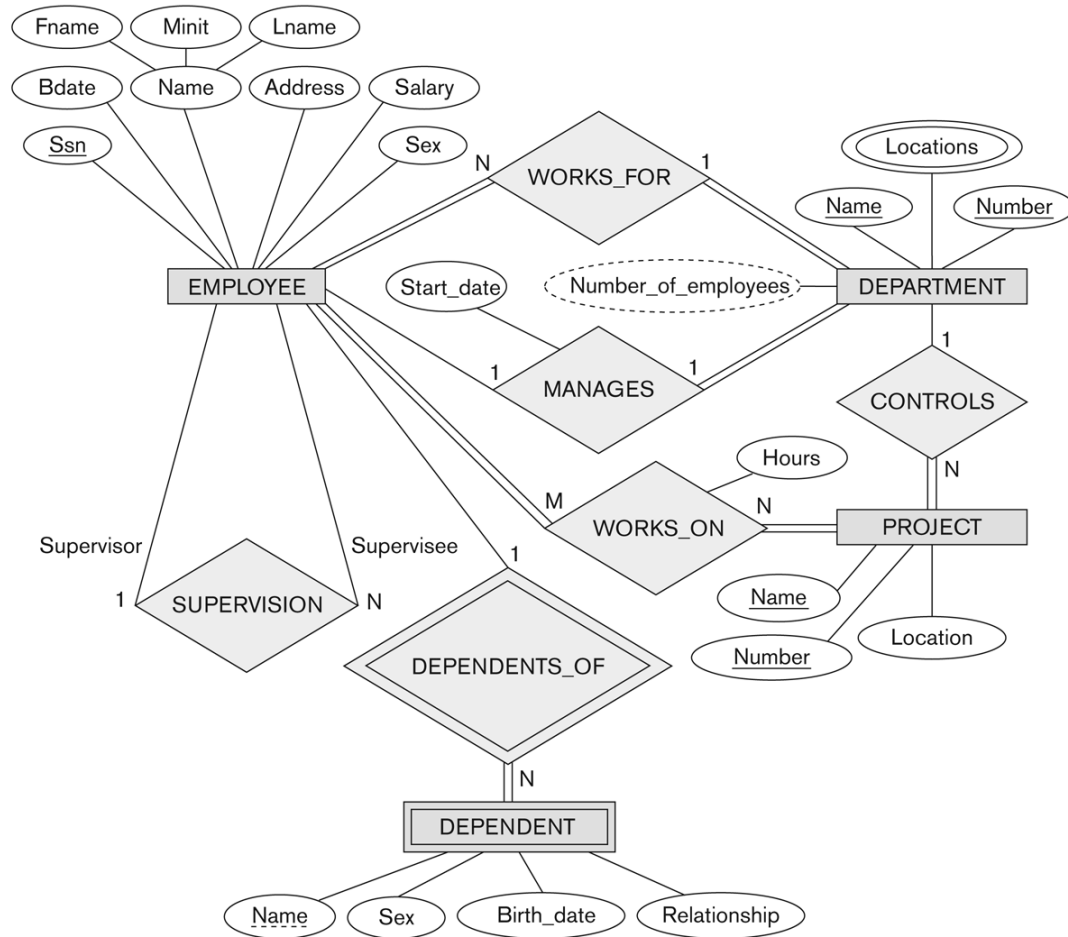 Fname
Minit
Lname
Bdate
Name
Address
Salary
Ssn
Sex
N
WORKS_FOR
1
Locations
Name
Number
EMPLOYEE
Start_date
Number_of_employees
DEPARTMENT
1
MANAGES
1
1
CONTROLS
N
Hours
M
WORKS_ON
N
PROJECT
Supervisor
Supervisee
1
SUPERVISION
N
1
Name
Number
Location
DEPENDENTS_OF
N
DEPENDENT
Name
Sex
Birth_date
Relationship